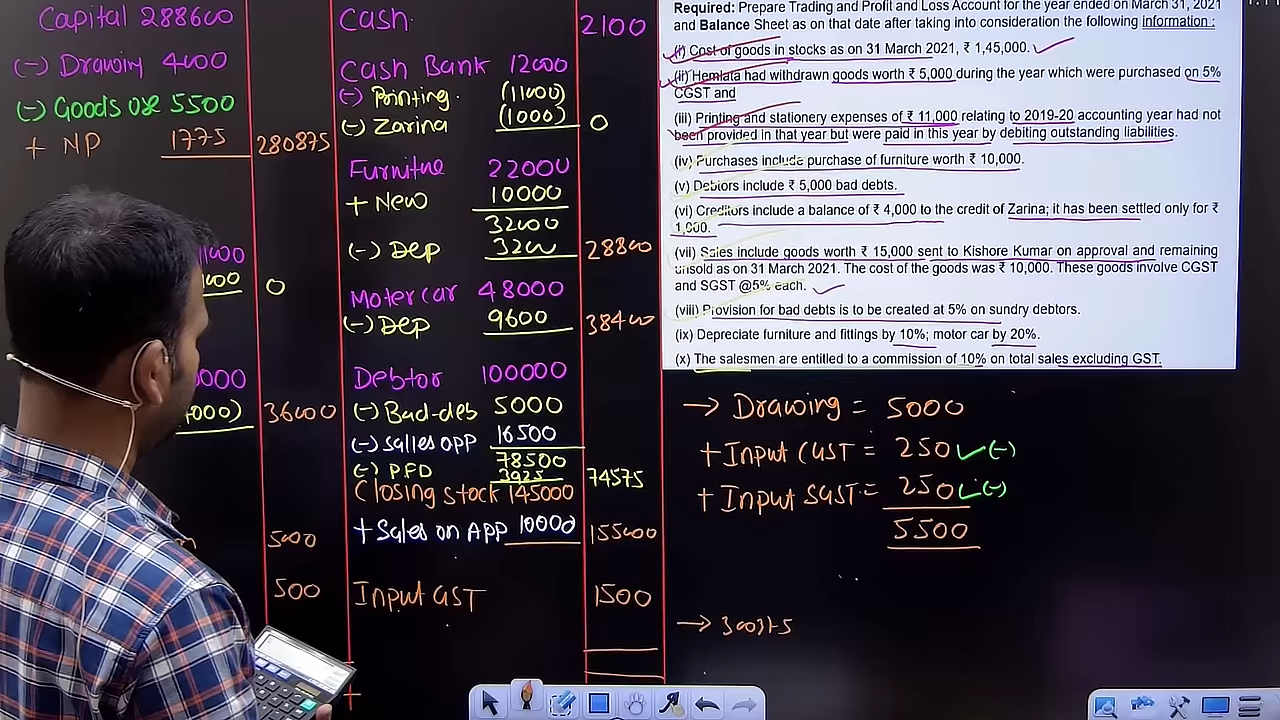 Capital 288600
(-) Drawing 4000
(-) Goods use 5500
+ NP 1775 280875
0
36000
5000
500
Cash 2100
Cash Bank 12000
(-) Printing (11000)
(-) Zarina (1000) 0
Furnitue 22000
+ New 10000
32000
(-) Dep 3200 28800
Moter car 48000
(-) Dep 9600 38400
Debtor 100000
(-) Bad-deb 5000
(-) Salles app 16500
78500
(-) PFD 3925 74575
Closing stock 145000
+ Sales on App 10000 155000
Input GST 1500
Required: Prepare Trading and Profit and Loss Account for the year ended on March 31, 2021
and Balance Sheet as on that date after taking into consideration the following information :
(i) Cost of goods in stocks as on 31 March 2021, ₹ 1,45,000.
(ii) Hemlata had withdrawn goods worth ₹ 5,000 during the year which were purchased on 5%
CGST and
(iii) Printing and stationery expenses of ₹ 11,000 relating to 2019-20 accounting year had not
been provided in that year but were paid in this year by debiting outstanding liabilities.
(iv) Purchases include purchase of furniture worth ₹ 10,000.
(v) Debtors include ₹ 5,000 bad debts.
(vi) Creditors include a balance of ₹ 4,000 to the credit of Zarina; it has been settled only for ₹
1,000.
(vii) Sales include goods worth ₹ 15,000 sent to Kishore Kumar on approval and remaining
unsold as on 31 March 2021. The cost of the goods was ₹ 10,000. These goods involve CGST
and SGST @5% each.
(viii) Provision for bad debts is to be created at 5% on sundry debtors.
(ix) Depreciate furniture and fittings by 10%; motor car by 20%.
(x) The salesmen are entitled to a commission of 10% on total sales excluding GST.
→ Drawing = 5000
+ Input CGST = 250 (-)
+ Input SGST = 250 (-)
5500
→ 300375